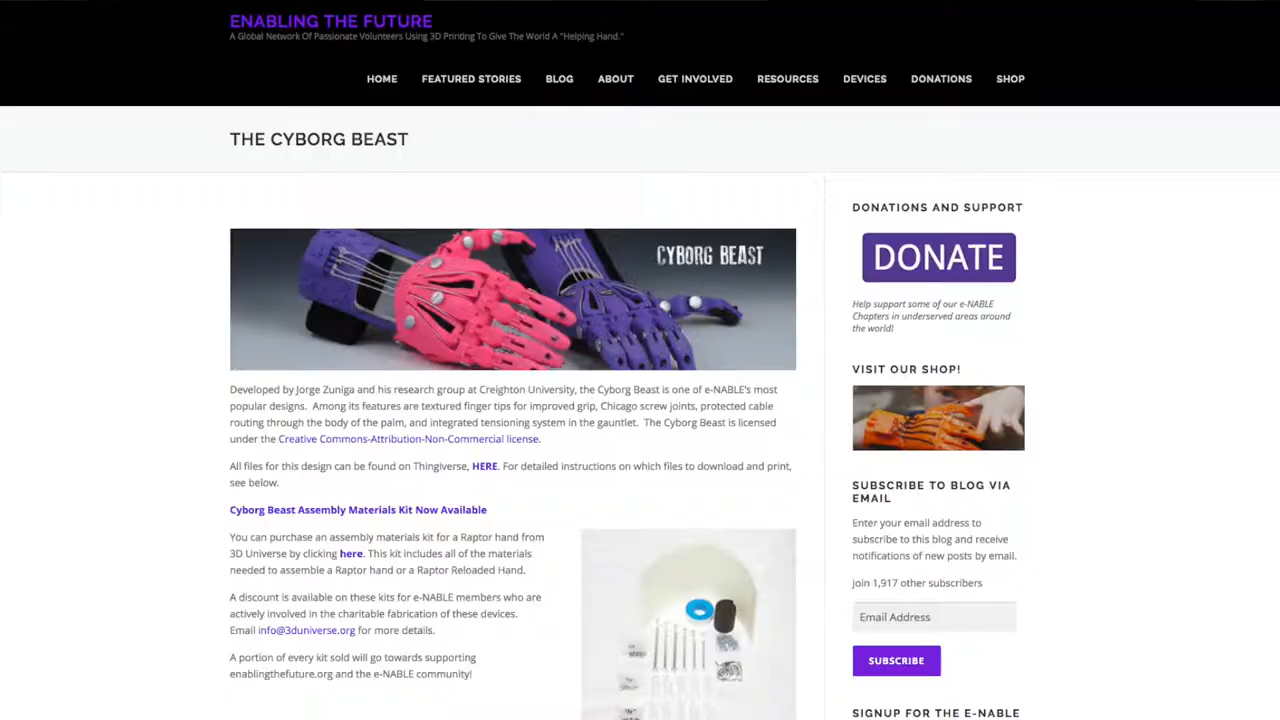 ENABLING THE FUTURE
A Global Network Of Passionate Volunteers Using 3D Printing To Give The World A "Helping Hand."
HOME FEATURED STORIES BLOG ABOUT GET INVOLVED RESOURCES DEVICES DONATIONS SHOP
THE CYBORG BEAST
CYBORG BEAST
Developed by Jorge Zuniga and his research group at Creighton University, the Cyborg Beast is one of e-NABLE's most
popular designs. Among its features are textured finger tips for improved grip, Chicago screw joints, protected cable
routing through the body of the palm, and integrated tensioning system in the gauntlet. The Cyborg Beast is licensed
under the Creative Commons-Attribution-Non-Commercial license.
All files for this design can be found on Thingiverse, HERE. For detailed instructions on which files to download and print,
see below.
Cyborg Beast Assembly Materials Kit Now Available
You can purchase an assembly materials kit for a Raptor hand from
3D Universe by clicking here. This kit includes all of the materials
needed to assemble a Raptor hand or a Raptor Reloaded Hand.
A discount is available on these kits for e-NABLE members who are
actively involved in the charitable fabrication of these devices.
Email info@3duniverse.org for more details.
A portion of every kit sold will go towards supporting
enablingthefuture.org and the e-NABLE community!
DONATIONS AND SUPPORT
DONATE
Help support some of our e-NABLE
Chapters in underserved areas around
the world!
VISIT OUR SHOP!
SUBSCRIBE TO BLOG VIA
EMAIL
Enter your email address to
subscribe to this blog and receive
notifications of new posts by email.
Join 1,917 other subscribers
Email Address
SUBSCRIBE
SIGNUP FOR THE E-NABLE